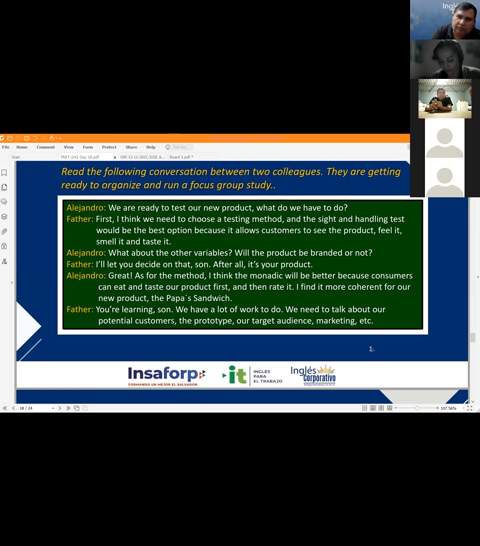 Inglé
File Home Comment View Form Protect Share Help
Start
Read the following conversation between two colleagues. They are getting
ready to organize and run a focus group study..
Alejandro: We are ready to test our new product, what do we have to do?
Father: First, I think we need to choose a testing method, and the sight and handling test
would be the best option because it allows customers to see the product, feel it,
smell it and taste it.
Alejandro: What about the other variables? Will the product be branded or not?
Father: I'll let you decide on that, son. After all, it's your product.
Alejandro: Great! As for the method, I think the monadic will be better because consumers
can eat and taste our product first, and then rate it. I find it more coherent for our
new product, the Papa´s Sandwich.
Father: You're learning, son. We have a lot of work to do. We need to talk about our
potential customers, the prototype, our target audience, marketing, etc.
Insaforp
FORMANDO UN MEJOR EL SALVADOR
it
INGLÉS
PARA
EL TRABAJO
Inglés
Corporativo
18 / 24
107.56%